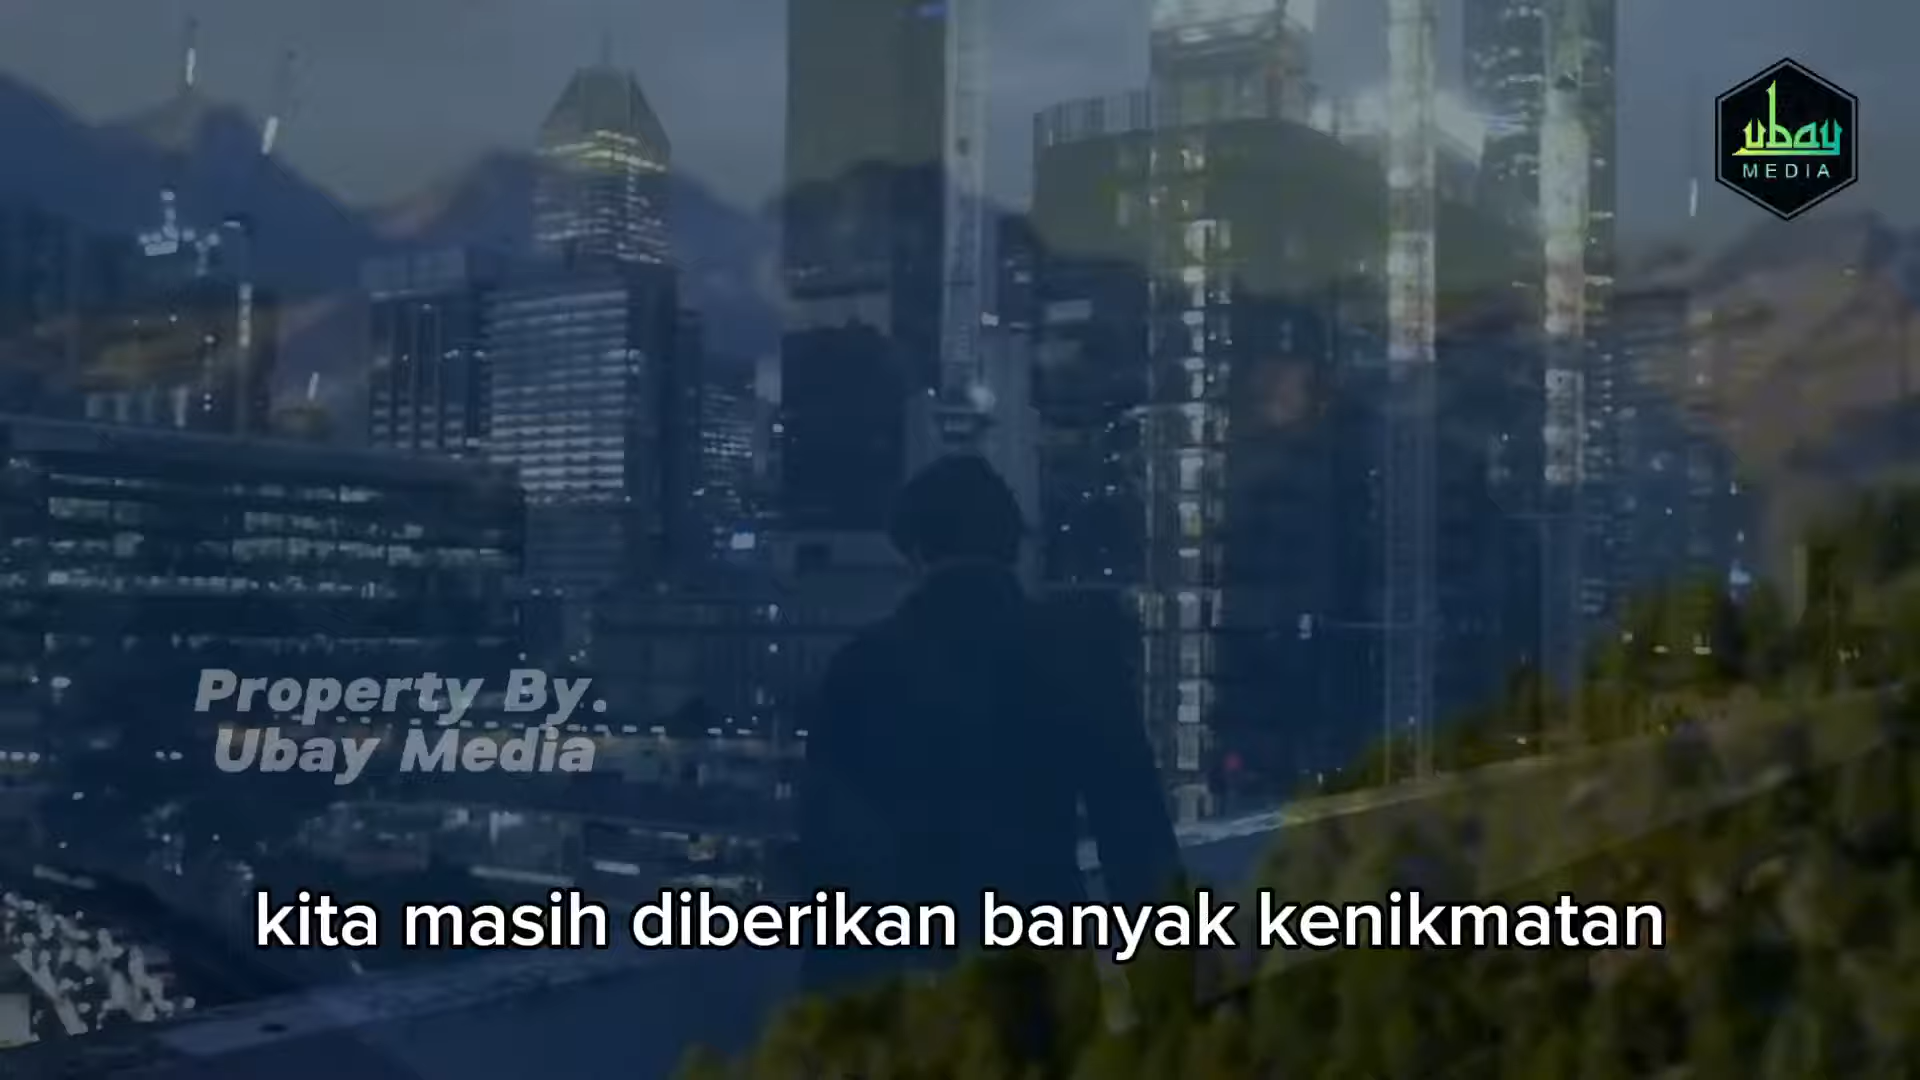 ubay
MEDIA
Property By.
Ubay Media
kita masih diberikan banyak kenikmatan